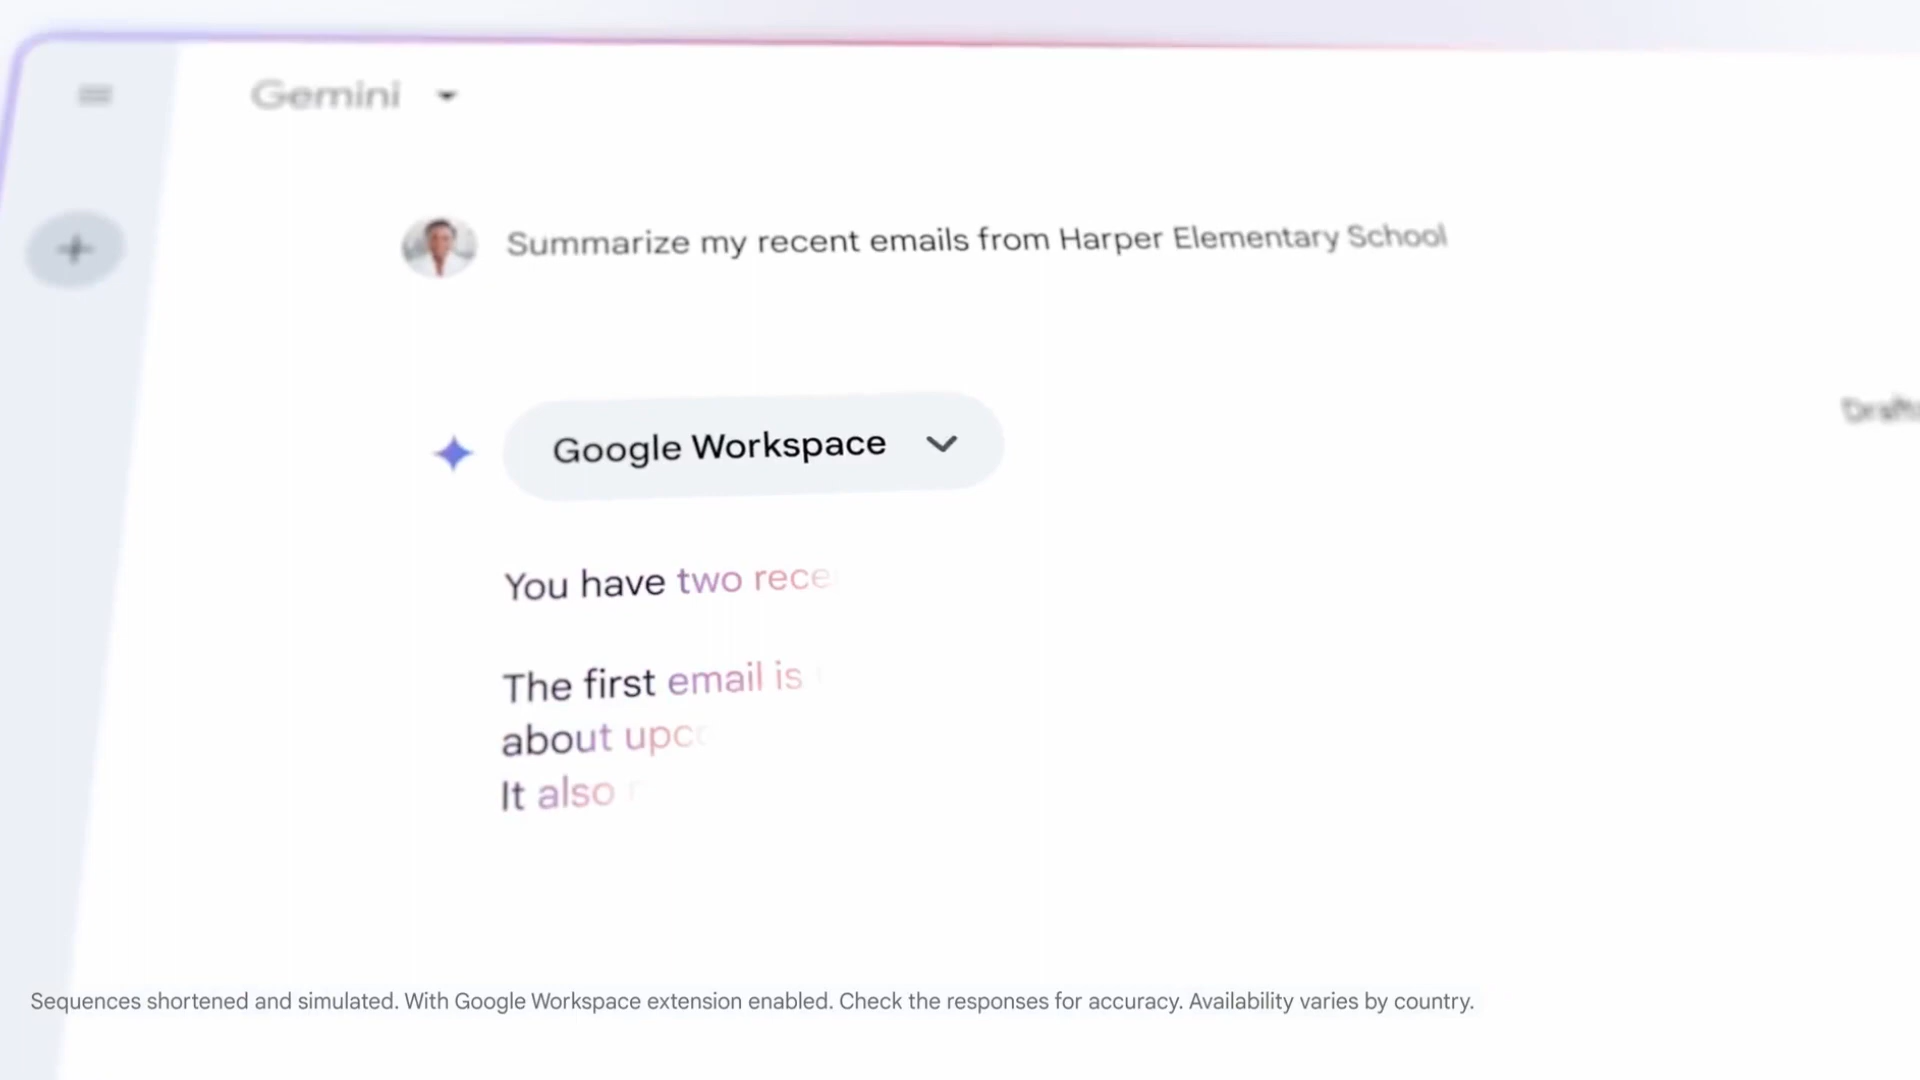 Gemini
Summarize my recent emails from Harper Elementary School
Drafts
Google Workspace
You have two rece
The first email is
about upco
It also
Sequences shortened and simulated. With Google Workspace extension enabled. Check the responses for accuracy. Availability varies by country.